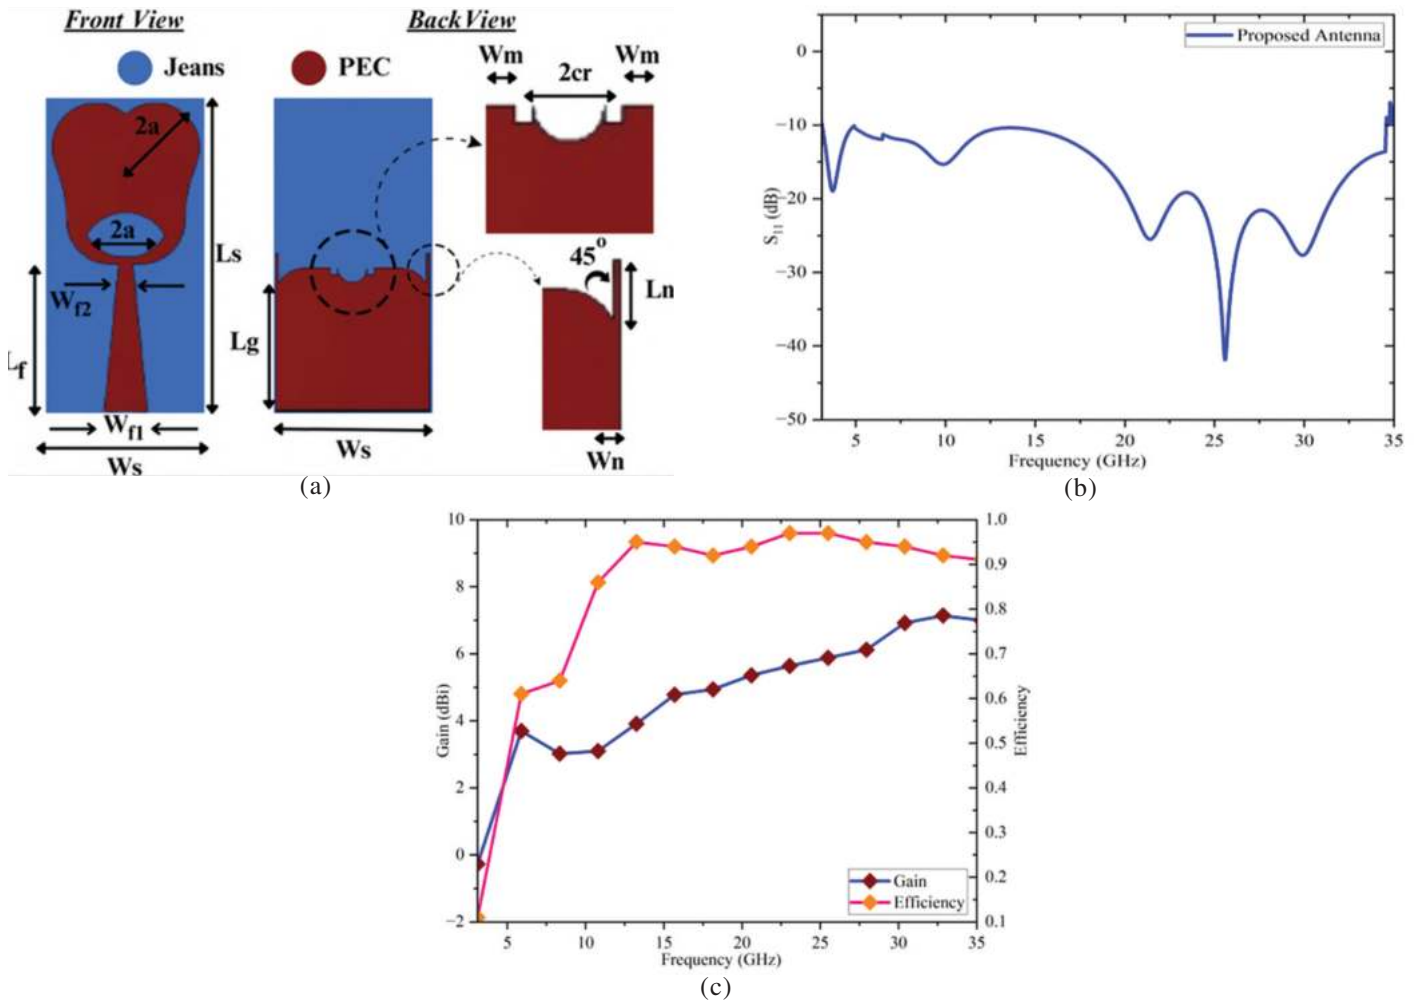 Front View
Back View
Jeans
PEC
2a
2a
Ls
Wf2
Lf
Wf1
Ws
Lg
Ws
Wm
Wm
2cr
45°
Ln
Wn
(a)
Proposed Antenna
0
−10
−20
−30
−40
−50
S11 (dB)
5
10
15
20
25
30
35
Frequency (GHz)
(b)
10
8
6
4
2
0
−2
Gain (dBi)
1.0
0.9
0.8
0.7
0.6
0.5
0.4
0.3
0.2
0.1
Efficiency
Gain
Efficiency
5
10
15
20
25
30
35
Frequency (GHz)
(c)